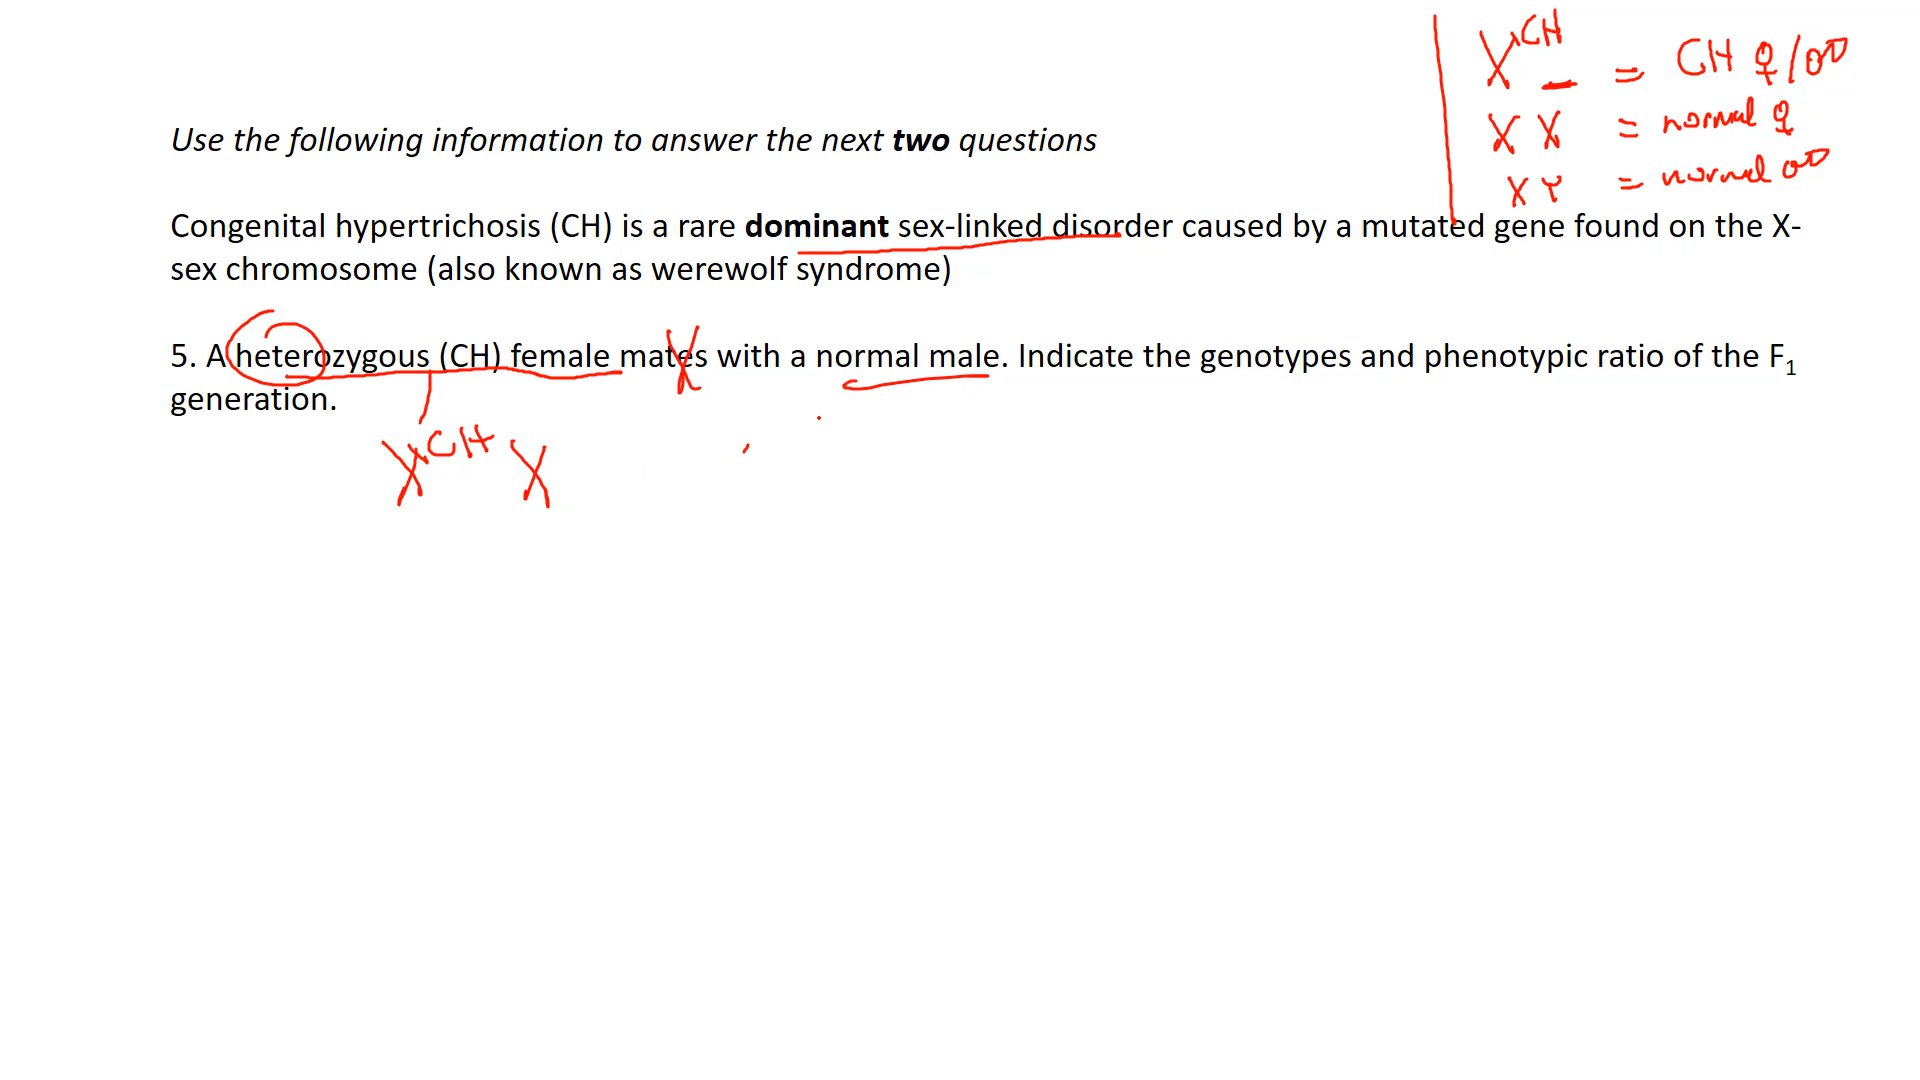 X^CH _ = CH ♀/♂
X X = normal ♀
X Y = normal ♂
Use the following information to answer the next two questions
Congenital hypertrichosis (CH) is a rare dominant sex-linked disorder caused by a mutated gene found on the X-
sex chromosome (also known as werewolf syndrome)
5. A heterozygous (CH) female mates with a normal male. Indicate the genotypes and phenotypic ratio of the F₁
generation.
X
X^CH X